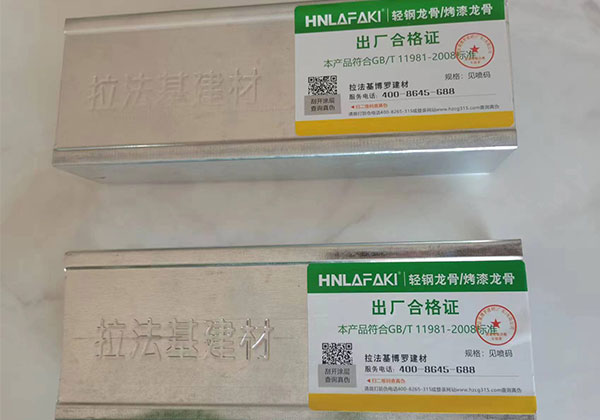 拉法基建材
HNLAFAKI 轻钢龙骨/烤漆龙骨
出厂合格证
本产品符合GB/T 11981-2008标准
规格：见喷码
拉法基博罗建材
服务电话：400-8645-688
刮开涂层
查询真色
拉法基建材
HNLAFAKI 轻钢龙骨/烤漆龙骨
出厂合格证
本产品符合GB/T 11981-2008标准
规格：见喷码
拉法基博罗建材
服务电话：400-8645-688
刮开涂层
查询真色